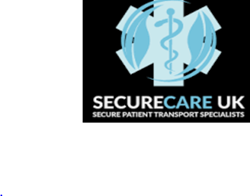 SECURECARE UK
SECURE PATIENT TRANSPORT SPECIALISTS